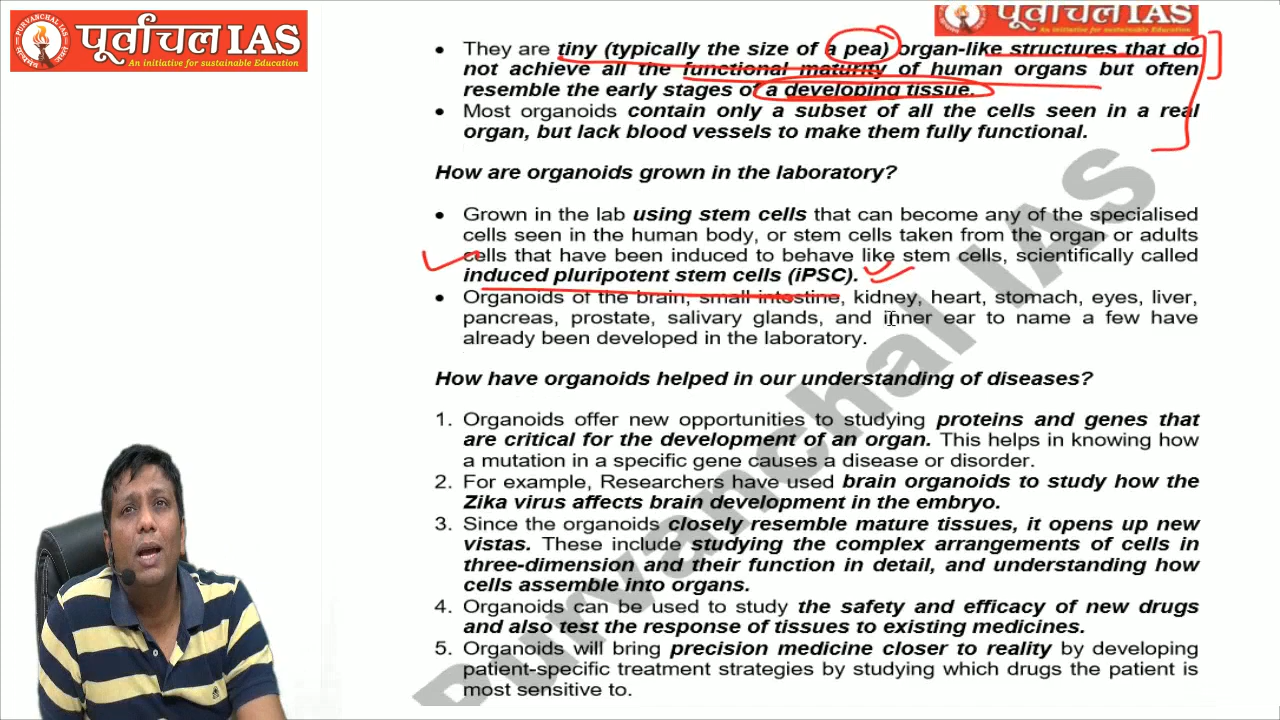 पूर्वांचल IAS
An initiative for sustainable Education
An initiative for sustainable Education
• They are tiny (typically the size of a pea) organ-like structures that do
not achieve all the functional maturity of human organs but often
resemble the early stages of a developing tissue.
• Most organoids contain only a subset of all the cells seen in a real
organ, but lack blood vessels to make them fully functional.
How are organoids grown in the laboratory?
• Grown in the lab using stem cells that can become any of the specialised
cells seen in the human body, or stem cells taken from the organ or adults
cells that have been induced to behave like stem cells, scientifically called
induced pluripotent stem cells (iPSC).
• Organoids of the brain, small intestine, kidney, heart, stomach, eyes, liver,
pancreas, prostate, salivary glands, and inner ear to name a few have
already been developed in the laboratory.
How have organoids helped in our understanding of diseases?
1. Organoids offer new opportunities to studying proteins and genes that
are critical for the development of an organ. This helps in knowing how
a mutation in a specific gene causes a disease or disorder.
2. For example, Researchers have used brain organoids to study how the
Zika virus affects brain development in the embryo.
3. Since the organoids closely resemble mature tissues, it opens up new
vistas. These include studying the complex arrangements of cells in
three-dimension and their function in detail, and understanding how
cells assemble into organs.
4. Organoids can be used to study the safety and efficacy of new drugs
and also test the response of tissues to existing medicines.
5. Organoids will bring precision medicine closer to reality by developing
patient-specific treatment strategies by studying which drugs the patient is
most sensitive to.
Purvanchal IAS